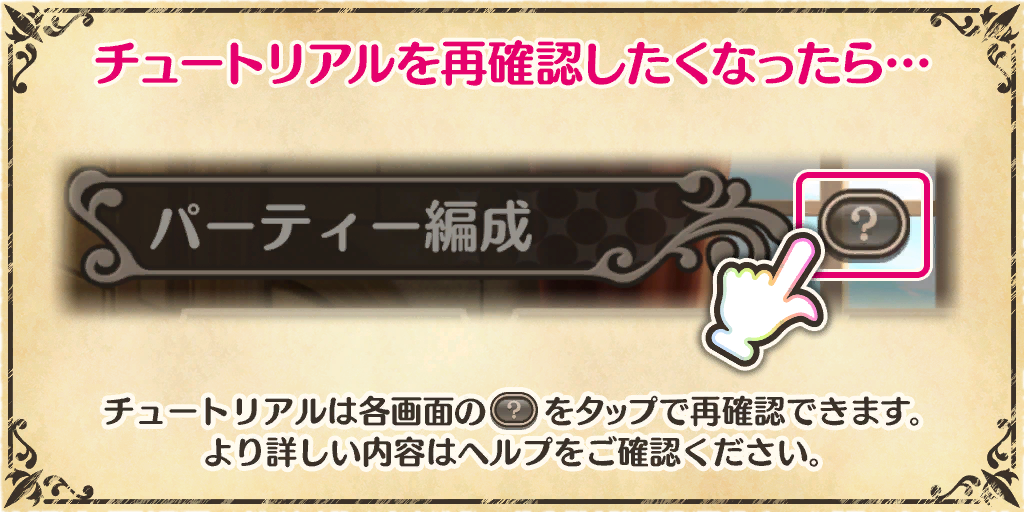 チュートリアルを再確認したくなったら…
パーティー編成
?
チュートリアルは各画面の?をタップで再確認できます。
より詳しい内容はヘルプをご確認ください。